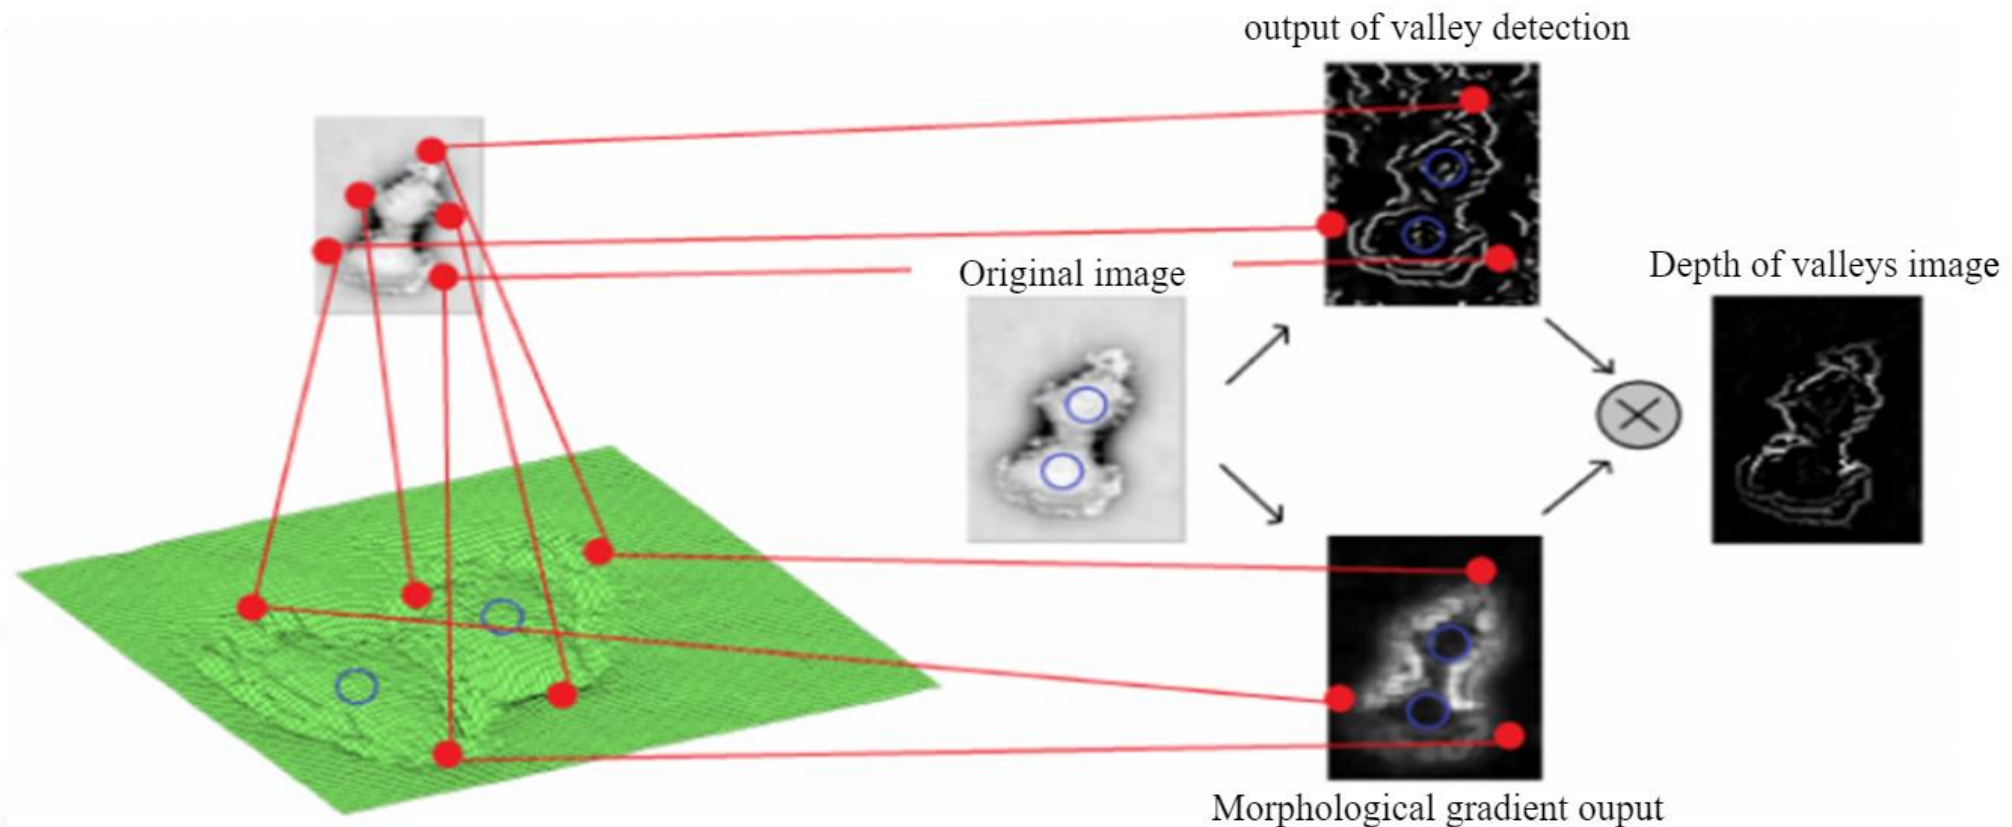 output of valley detection
Original image
Depth of valleys image
Morphological gradient ouput